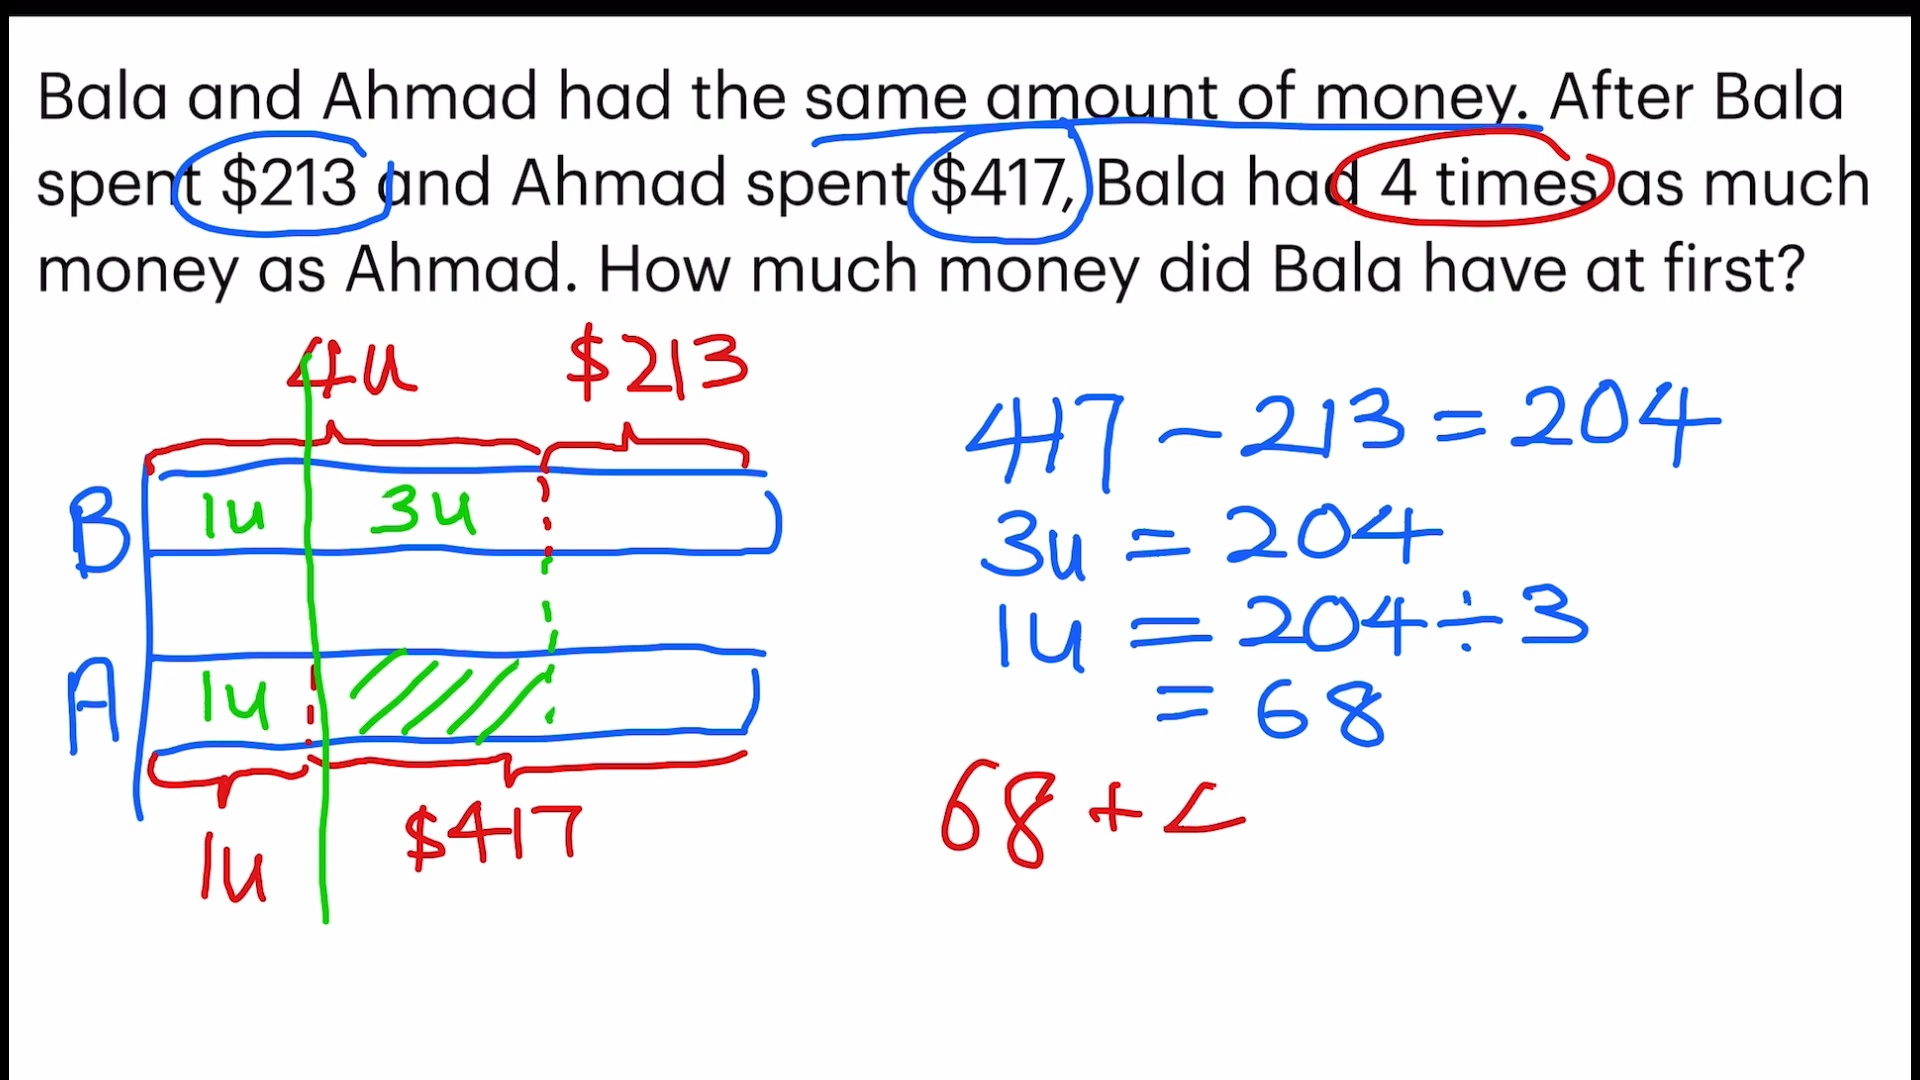 Bala and Ahmad had the same amount of money. After Bala
spent $213 and Ahmad spent $417, Bala had 4 times as much
money as Ahmad. How much money did Bala have at first?
4u $213
B 1u 3u
A 1u
1u $417
417 - 213 = 204
3u = 204
1u = 204 ÷ 3
= 68
68 +